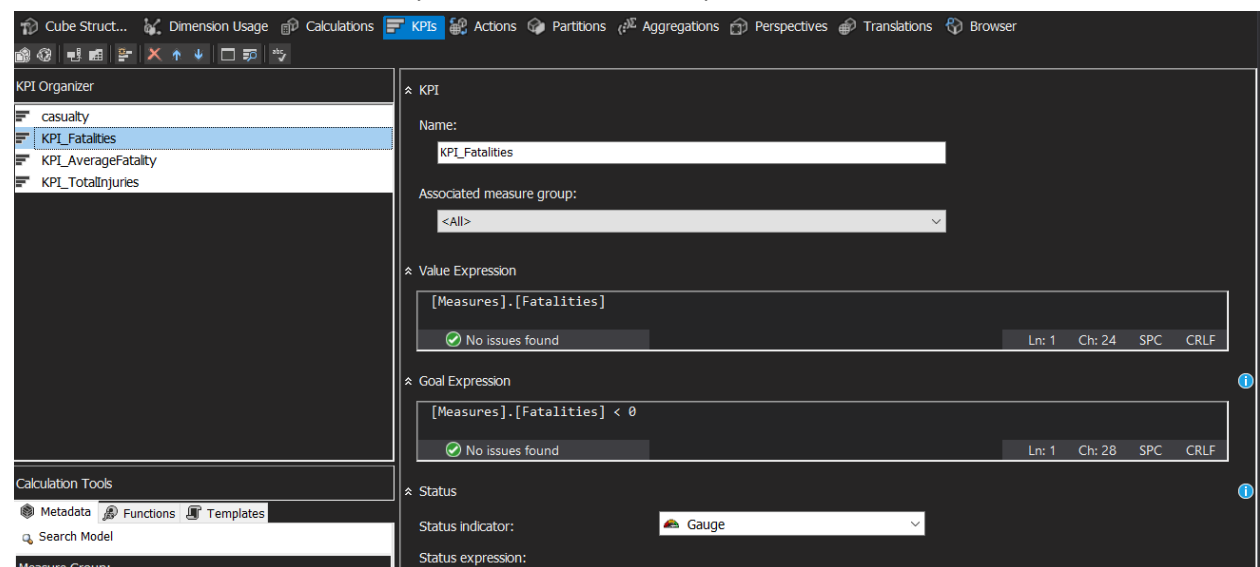 Cube Struct... Dimension Usage Calculations KPIs Actions Partitions Aggregations Perspectives Translations Browser
KPI Organizer
casualty
KPI_Fatalities
KPI_AverageFatality
KPI_TotalInjuries
Calculation Tools
Metadata Functions Templates
Search Model
Measure Group:
KPI
Name:
KPI_Fatalities
Associated measure group:
<All>
Value Expression
[Measures].[Fatalities]
No issues found Ln: 1 Ch: 24 SPC CRLF
Goal Expression
[Measures].[Fatalities] < 0
No issues found Ln: 1 Ch: 28 SPC CRLF
Status
Status indicator: Gauge
Status expression: